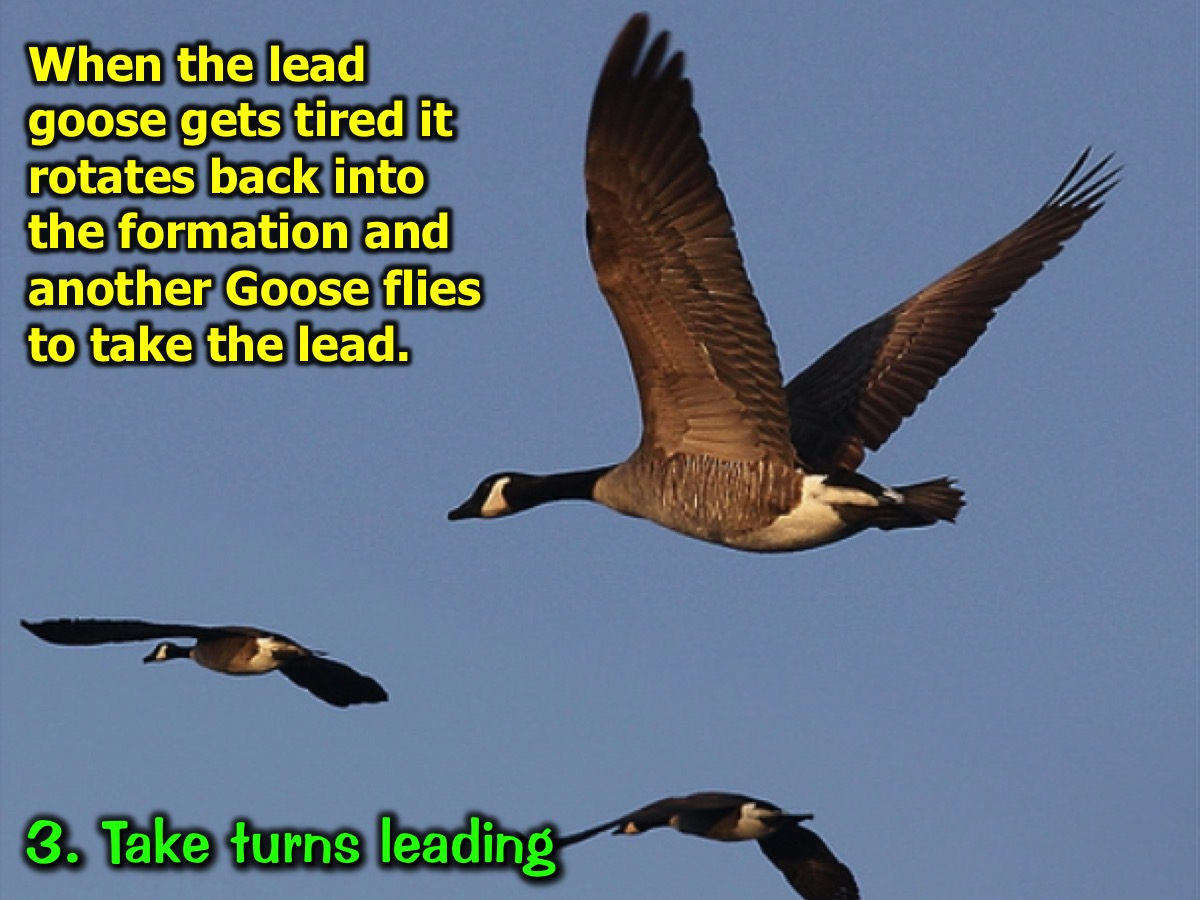 When the lead
goose gets tired it
rotates back into
the formation and
another Goose flies
to take the lead.
3. Take turns leading